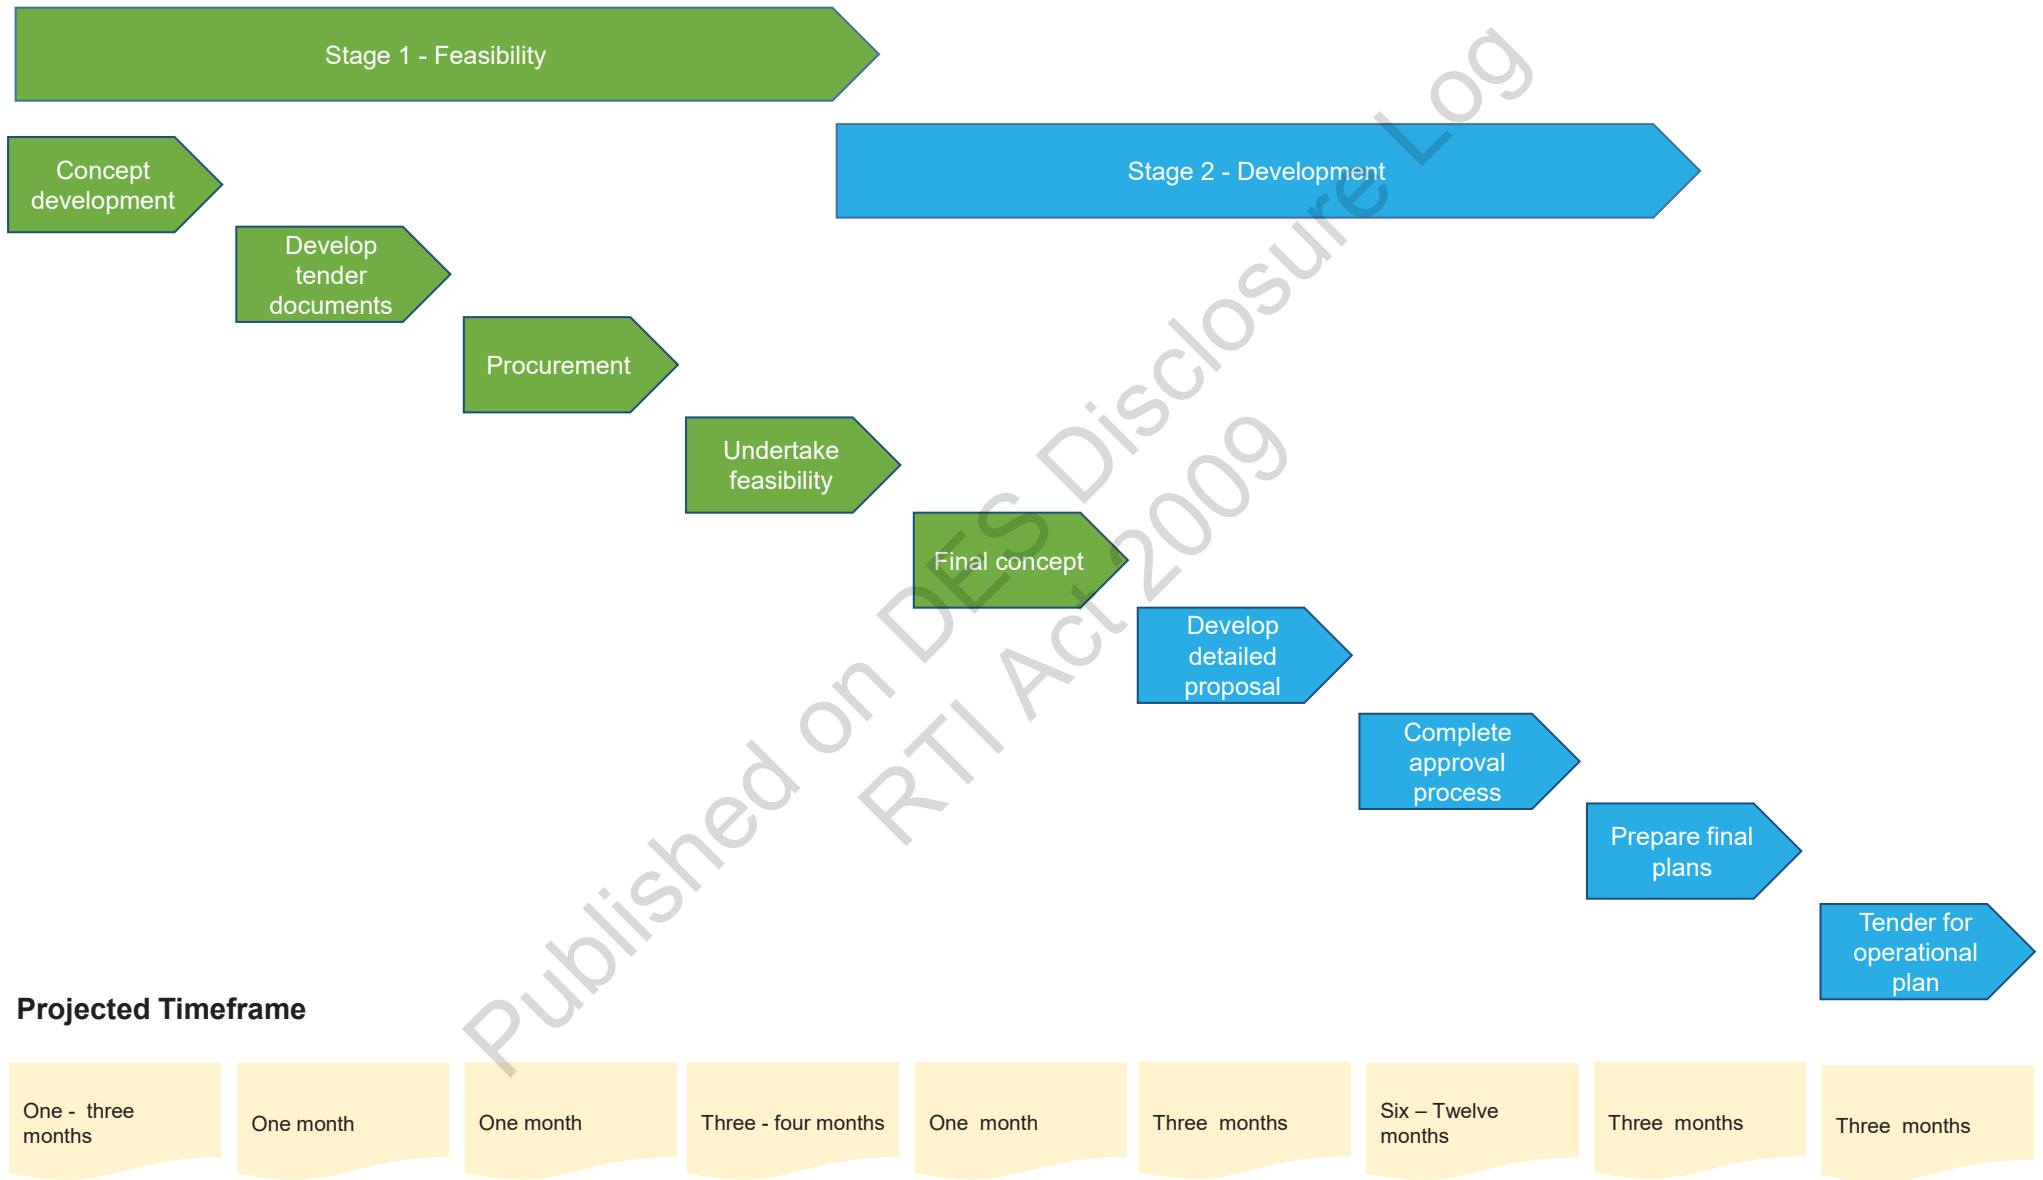 Stage 1 - Feasibility
Stage 2 - Development
Concept
development
Develop
tender
documents
Procurement
Undertake
feasibility
Final concept
Develop
detailed
proposal
Complete
approval
process
Prepare final
plans
Tender for
operational
plan
Published on DES Disclosure Log
RTI Act 2009
Projected Timeframe
One -  three
months
One month
One month
Three - four months
One  month
Three  months
Six – Twelve
months
Three  months
Three  months